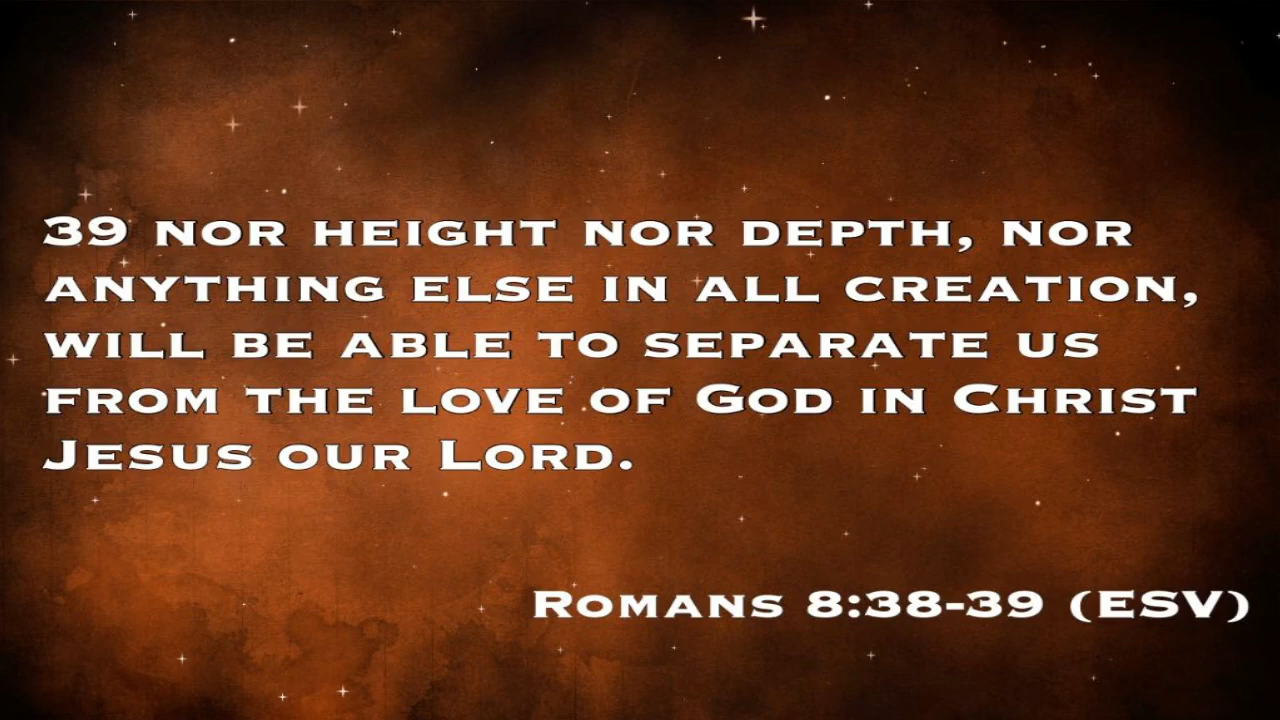 39 nor height nor depth, nor
anything else in all creation,
will be able to separate us
from the love of God in Christ
Jesus our Lord.
Romans 8:38-39 (ESV)